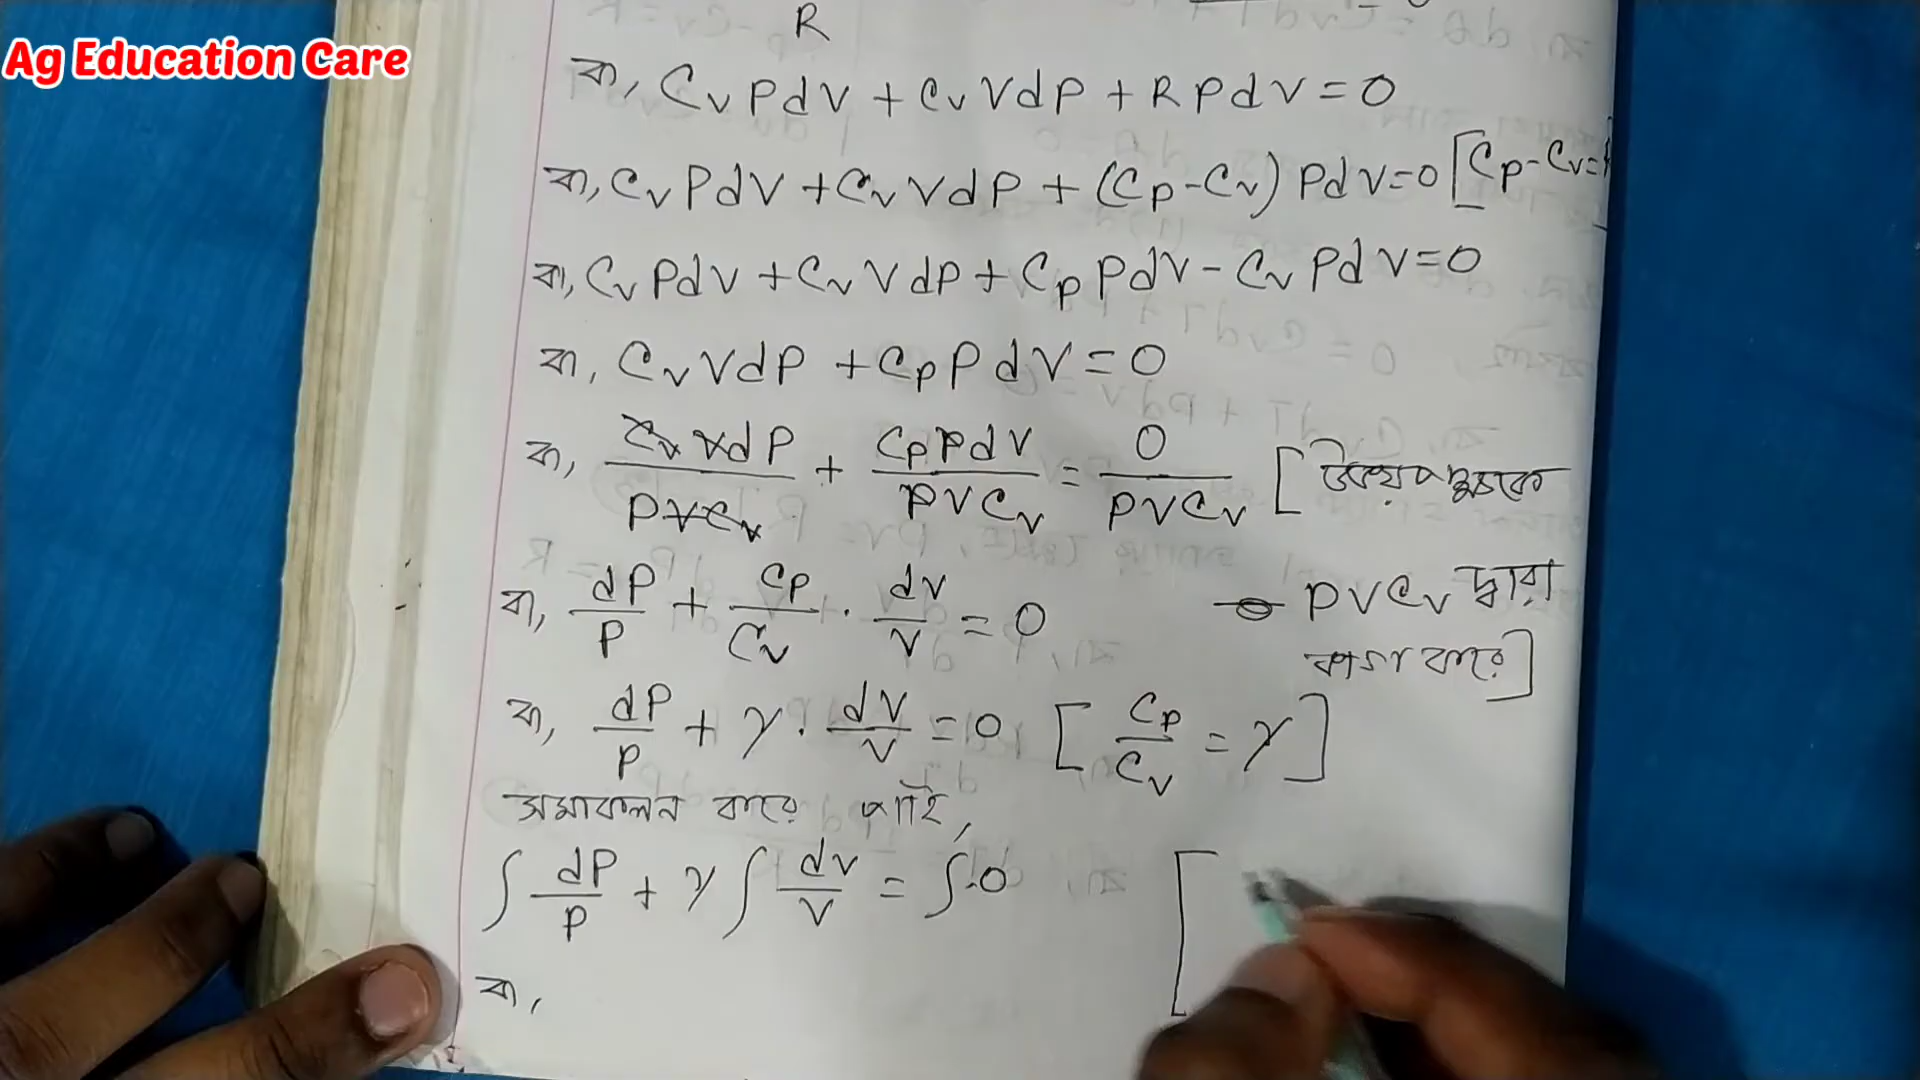 Ag Education Care
R
বা, CvPdV + CvVdP + RPdV = 0
বা, CvPdV + CvVdP + (Cp-Cv) PdV=0 [Cp-Cv=
বা, CvPdV + CvVdP + CpPdV - CvPdV=0
বা, CvVdP + CpPdV = 0
বা, CvVdP/PVCv + CpPdV/PVCv = 0/PVCv [উভয়পক্ষকে
বা, dP/P + Cp/Cv · dV/V = 0 PVCv দ্বারা
ভাগ করে]
বা, dP/P + γ · dV/V = 0 [Cp/Cv = γ]
সমাকলন করে পাই,
∫ dP/P + γ ∫ dV/V = ∫·0 [
বা,